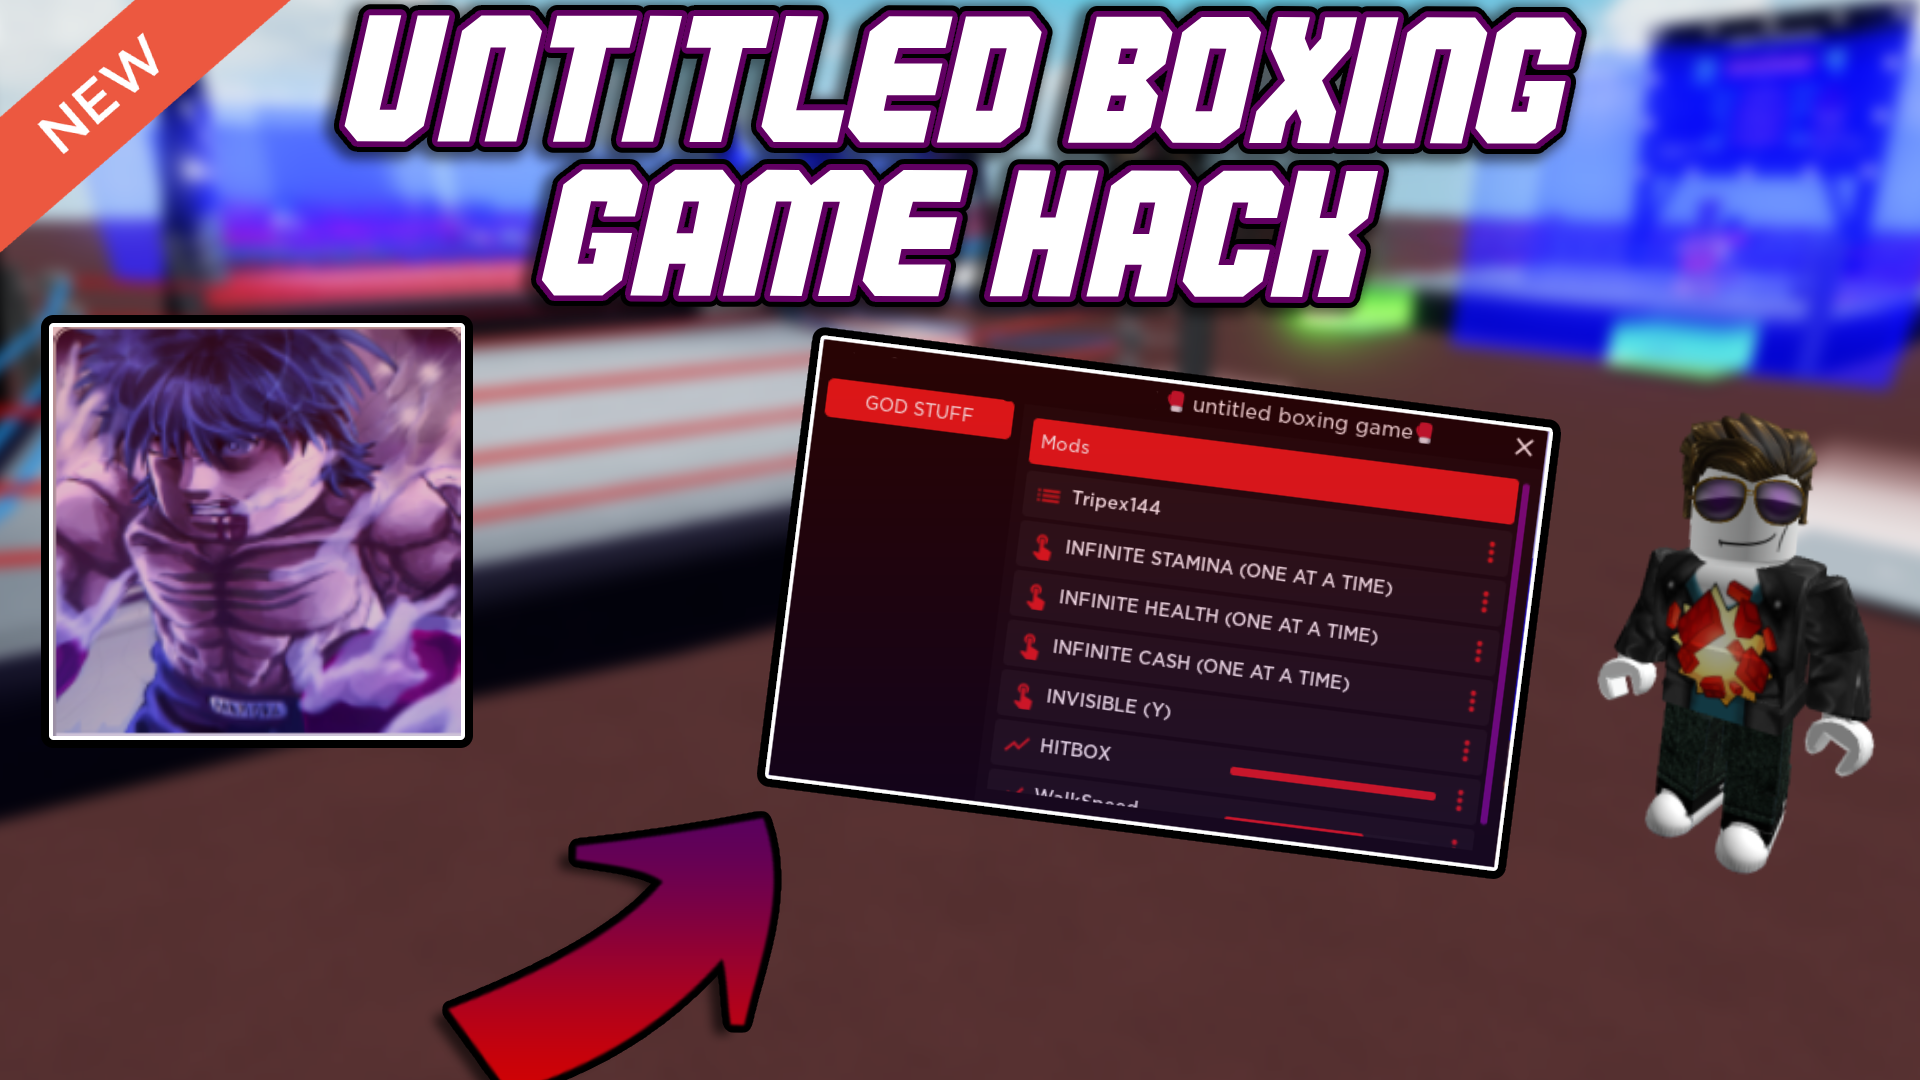 NEW
UNTITLED BOXING
GAME HACK
GOD STUFF
untitled boxing game
Mods
Tripex144
INFINITE STAMINA (ONE AT A TIME)
INFINITE HEALTH (ONE AT A TIME)
INFINITE CASH (ONE AT A TIME)
INVISIBLE (Y)
HITBOX
WalkSpeed